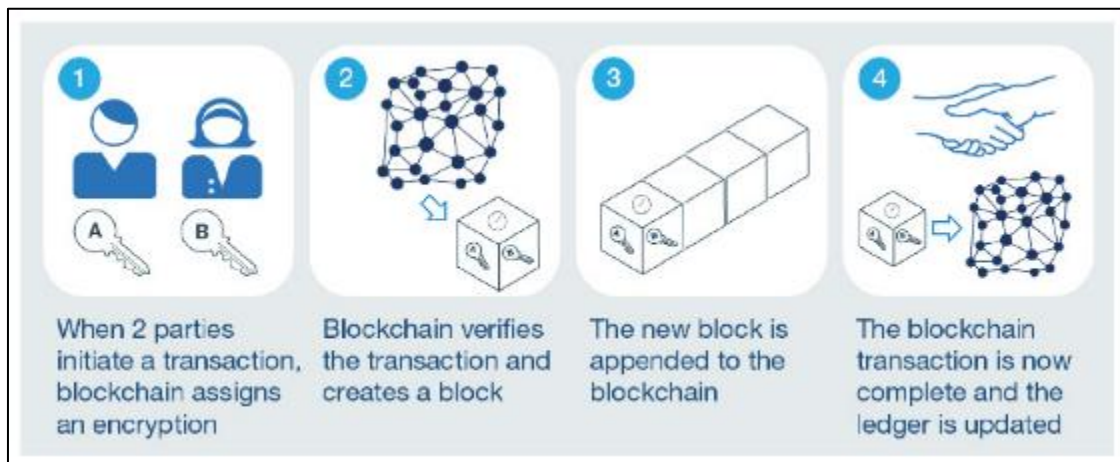 1
A
B
When 2 parties
initiate a transaction,
blockchain assigns
an encryption
2
A
B
Blockchain verifies
the transaction and
creates a block
3
A
B
The new block is
appended to the
blockchain
4
A
B
The blockchain
transaction is now
complete and the
ledger is updated